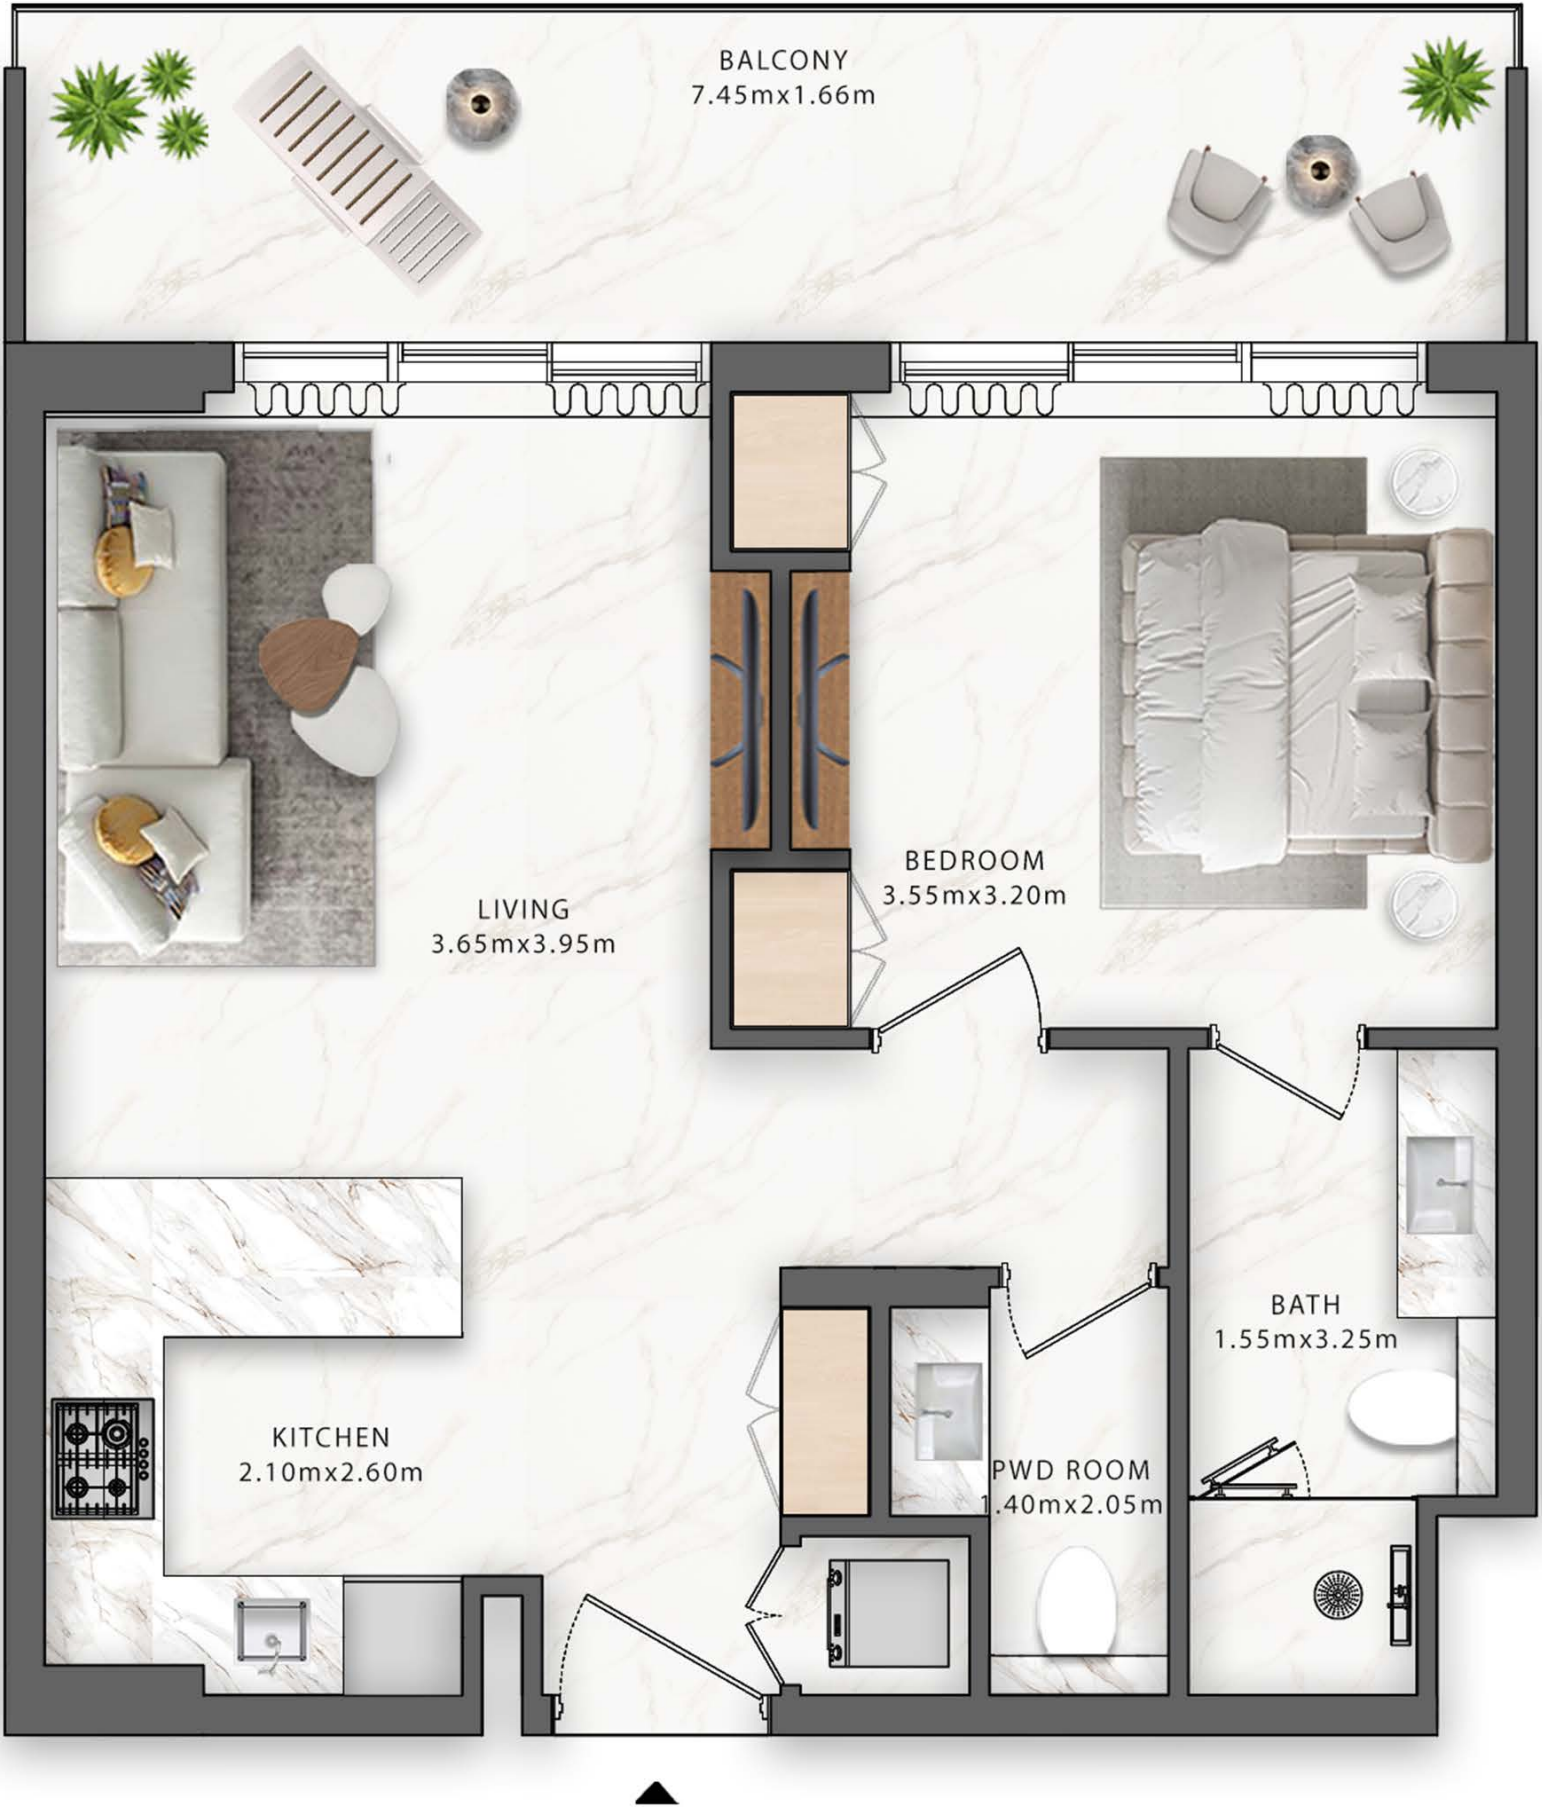 BALCONY
7.45mx1.66m
BEDROOM
3.55mx3.20m
LIVING
3.65mx3.95m
BATH
1.55mx3.25m
KITCHEN
2.10mx2.60m
PWD ROOM
1.40mx2.05m